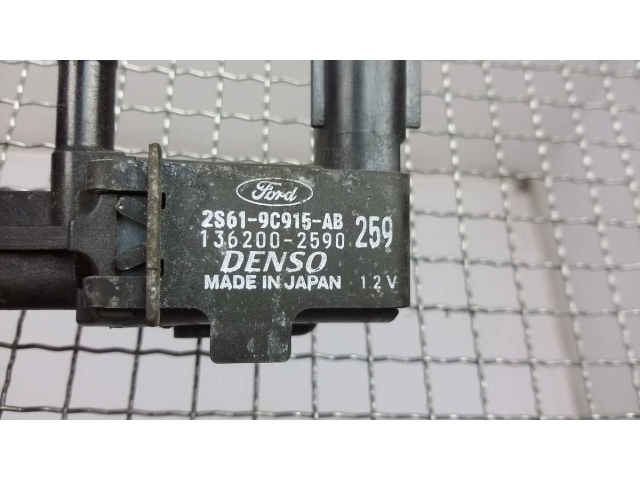 Ford
2S61-9C915-AB
136200-2590 259
DENSO
MADE IN JAPAN 12V